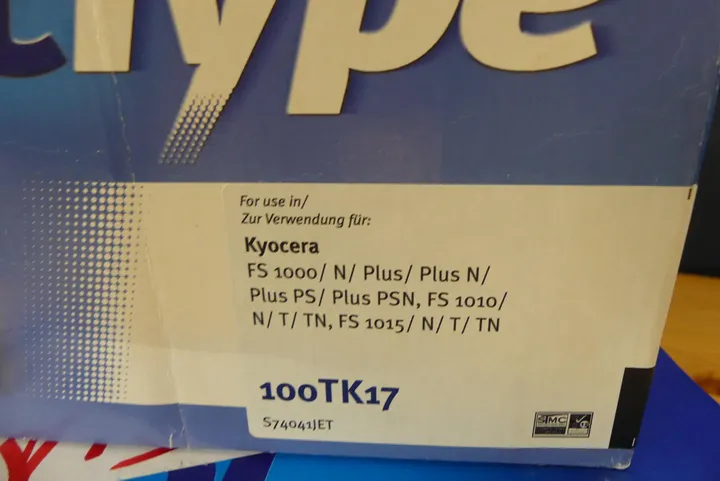 Type
For use in/
Zur Verwendung für:
Kyocera
FS 1000/ N/ Plus/ Plus N/
Plus PS/ Plus PSN, FS 1010/
N/ T/ TN, FS 1015/ N/ T/ TN
100TK17
S74041JET
STMC